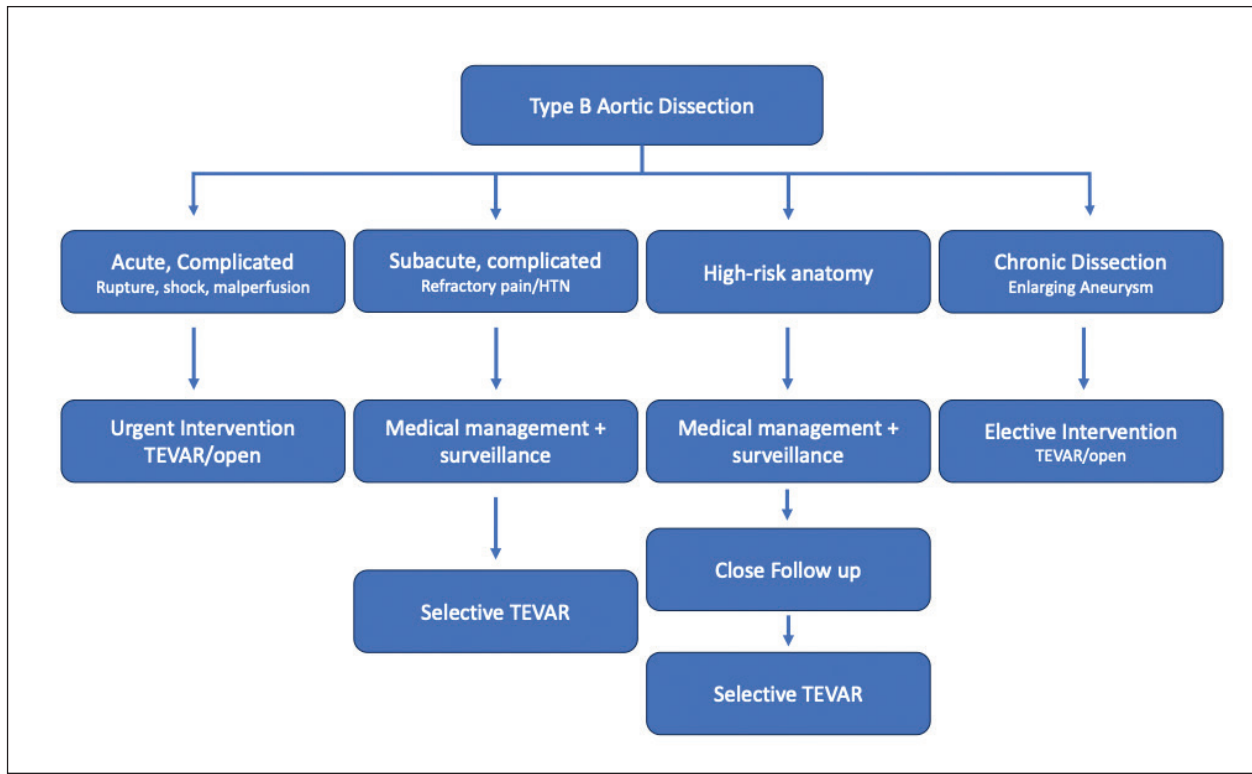 Type B Aortic Dissection
Acute, Complicated
Rupture, shock, malperfusion
Subacute, complicated
Refractory pain/HTN
High-risk anatomy
Chronic Dissection
Enlarging Aneurysm
Urgent Intervention
TEVAR/open
Medical management +
surveillance
Medical management +
surveillance
Elective Intervention
TEVAR/open
Selective TEVAR
Close Follow up
Selective TEVAR